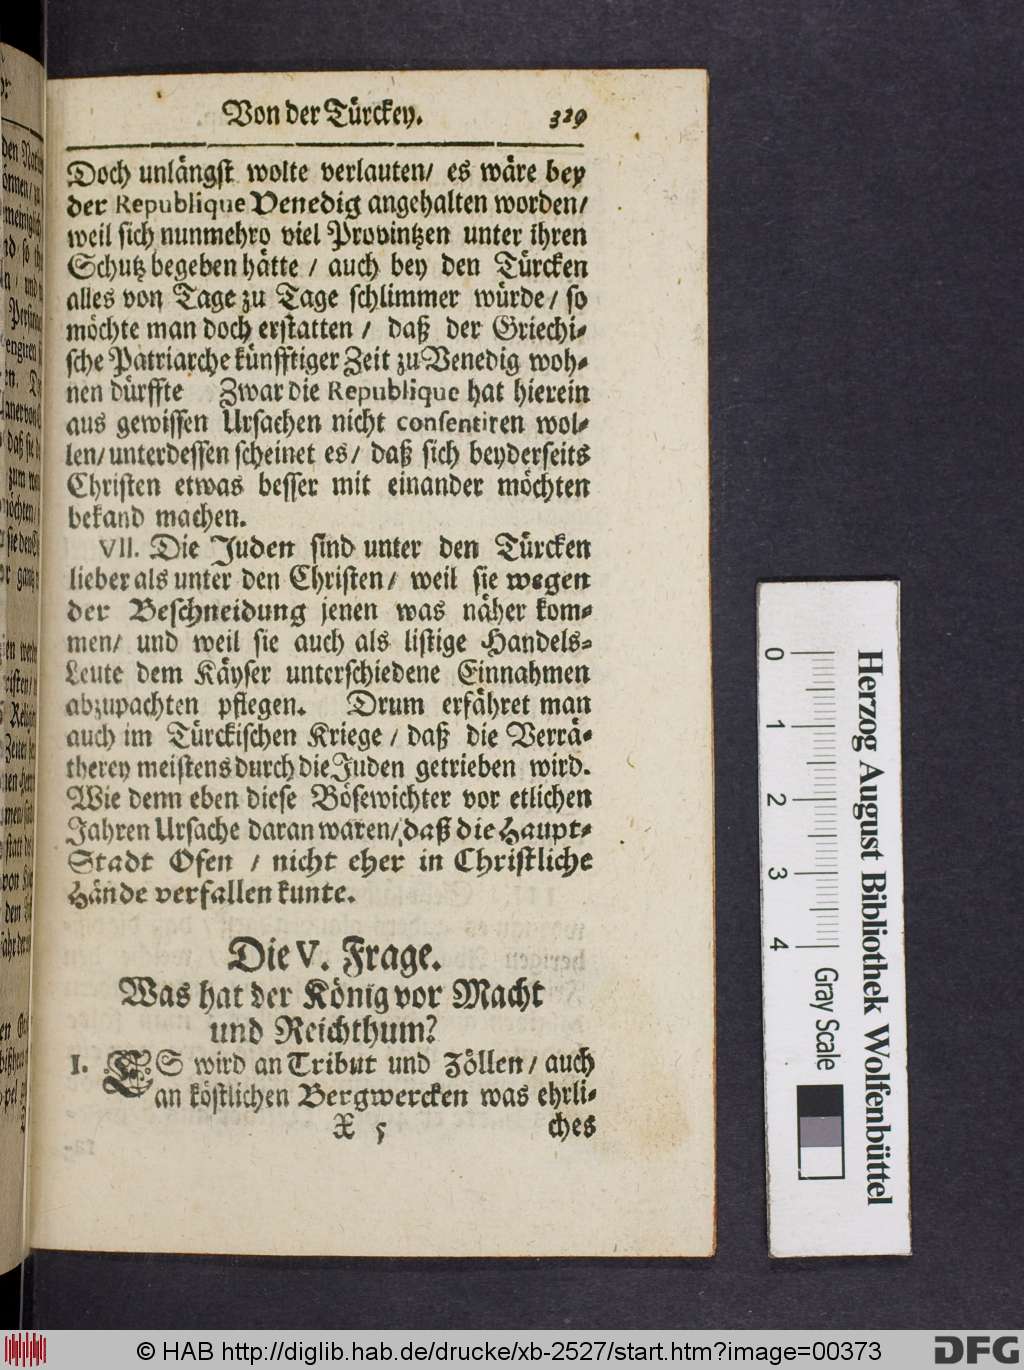 Von der Türckey. 329
Doch unlängst wolte verlauten/ es wäre bey
der Republique Venedig angehalten worden/
weil sich nunmehro viel Provintzen unter ihren
Schutz begeben hätte / auch bey den Türcken
alles von Tage zu Tage schlimmer würde / so
möchte man doch erstatten / daß der Griechi-
sche Patriarche künfftiger Zeit zu Venedig woh-
nen dürffte Zwar die Republique hat hierein
aus gewissen Ursachen nicht consentiren wol-
len/ unterdessen scheinet es/ daß sich beyderseits
Christen etwas besser mit einander möchten
bekand machen.
VII. Die Juden sind unter den Türcken
lieber als unter den Christen/ weil sie wegen
der Beschneidung jenen was näher kom-
men/ und weil sie auch als listige Handels-
Leute dem Käyser unterschiedene Einnahmen
abzupachten pflegen. Drum erfähret man
auch im Türckischen Kriege / daß die Verrä-
therey meistens durch die Juden getrieben wird.
Wie denn eben diese Bösewichter vor etlichen
Jahren Ursache daran waren/ daß die Haupt-
Stadt Ofen / nicht eher in Christliche
Hände verfallen kunte.
Die V. Frage.
Was hat der König vor Macht
und Reichthum?
I. ES wird an Tribut und Zöllen / auch
an köstlichen Bergwercken was ehrli-
X 5 ches
0 1 2 3 4 Gray Scale
Herzog August Bibliothek Wolfenbüttel
© HAB http://diglib.hab.de/drucke/xb-2527/start.htm?image=00373
DFG